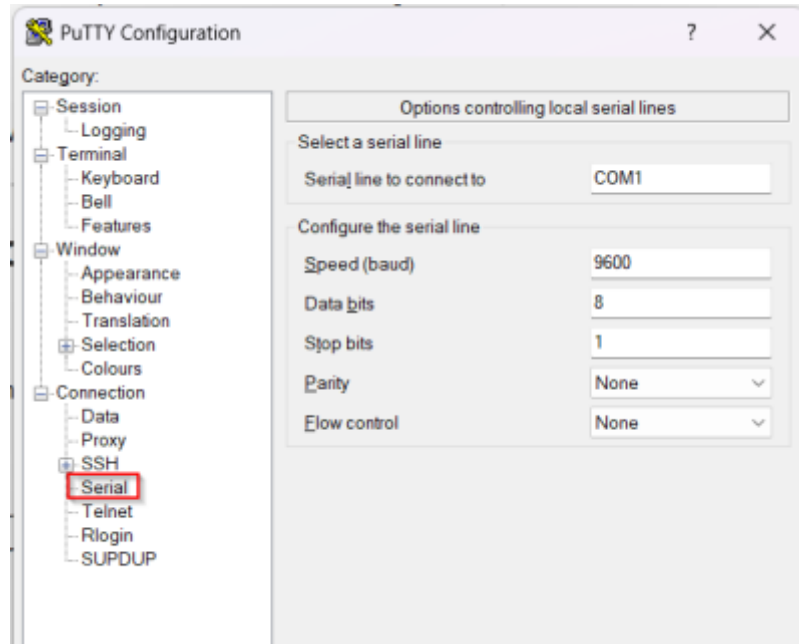 PuTTY Configuration
?
Category:
Session
Logging
Terminal
Keyboard
Bell
Features
Window
Appearance
Behaviour
Translation
Selection
Colours
Connection
Data
Proxy
SSH
Serial
Telnet
Rlogin
SUPDUP
Options controlling local serial lines
Select a serial line
Serial line to connect to COM1
Configure the serial line
Speed (baud) 9600
Data bits 8
Stop bits 1
Parity None
Flow control None